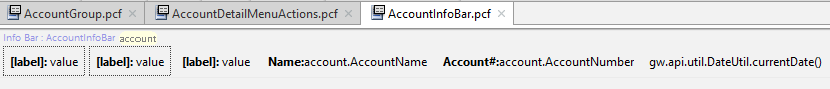 AccountGroup.pcf AccountDetailMenuActions.pcf AccountInfoBar.pcf
Info Bar : AccountInfoBar account
[label]: value [label]: value [label]: value Name:account.AccountName Account#:account.AccountNumber gw.api.util.DateUtil.currentDate()